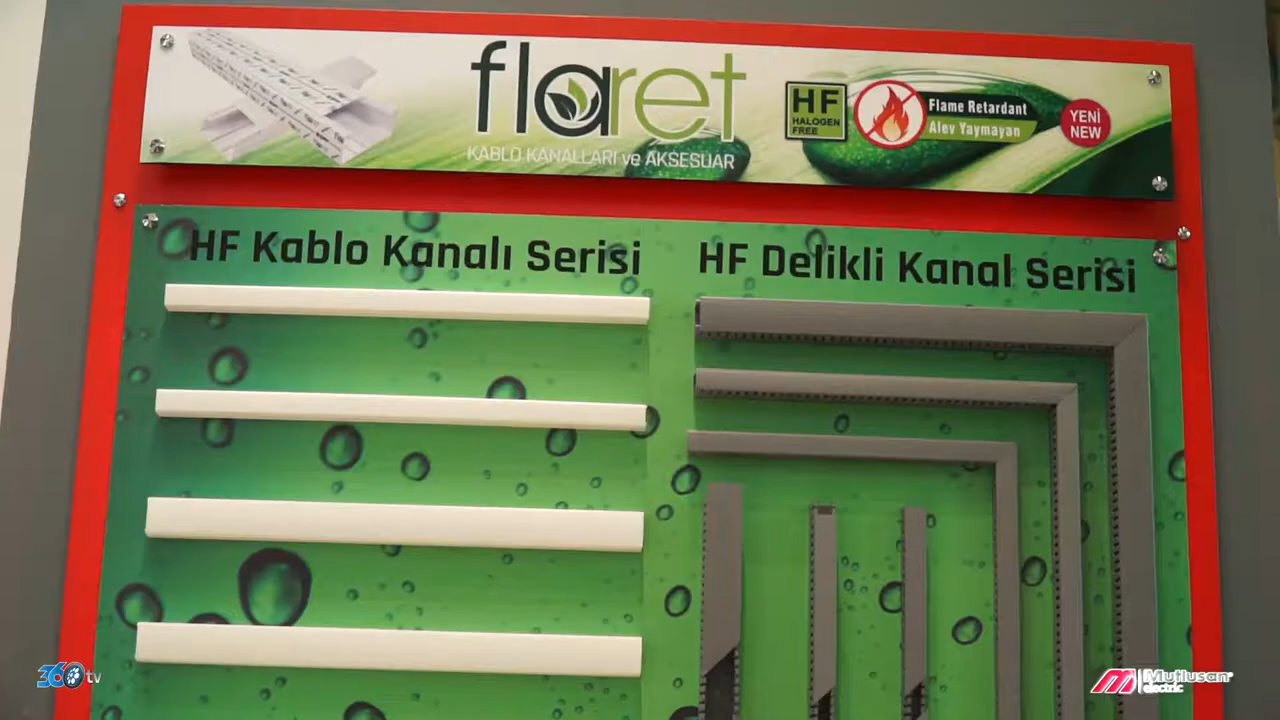 flaret
KABLO KANALLARI ve AKSESUAR
HF
HALOGEN
FREE
Flame Retardant
Alev Yaymayan
YENİ
NEW
HF Kablo Kanalı Serisi
HF Delikli Kanal Serisi
360tv
Mutlusan
electric